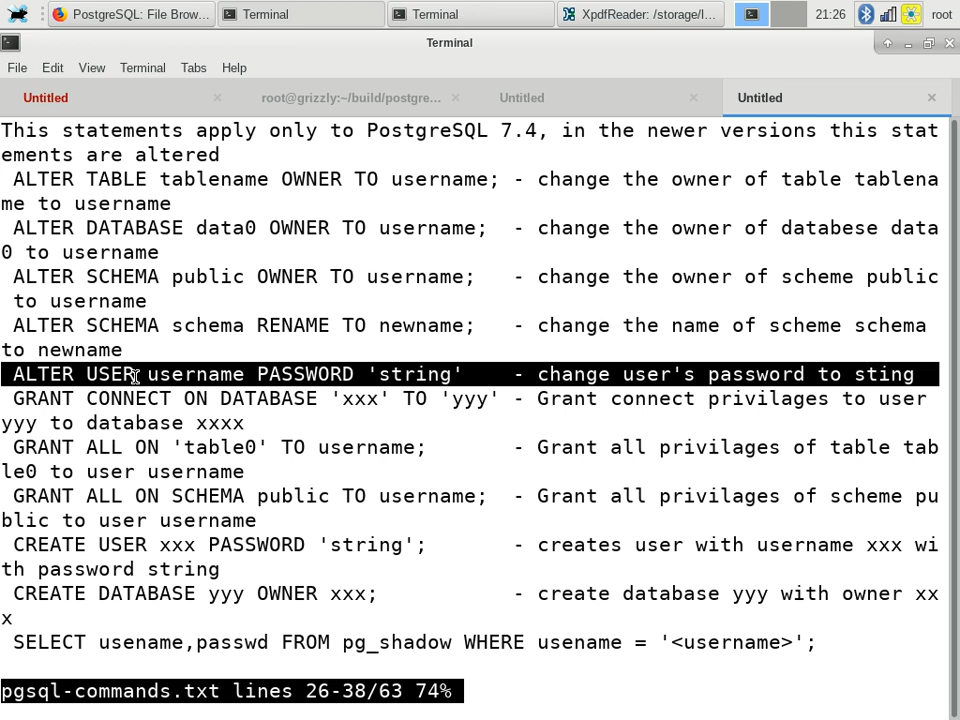 PostgreSQL: File Brow...
Terminal
Terminal
XpdfReader: /storage/l...
21:26
root
Terminal
File Edit View Terminal Tabs Help
Untitled
root@grizzly:~/build/postgre...
Untitled
Untitled
This statements apply only to PostgreSQL 7.4, in the newer versions this stat
ements are altered
ALTER TABLE tablename OWNER TO username; - change the owner of table tablena
me to username
ALTER DATABASE data0 OWNER TO username; - change the owner of databese data
0 to username
ALTER SCHEMA public OWNER TO username; - change the owner of scheme public
to username
ALTER SCHEMA schema RENAME TO newname; - change the name of scheme schema
to newname
ALTER USER username PASSWORD 'string' - change user's password to sting
GRANT CONNECT ON DATABASE 'xxx' TO 'yyy' - Grant connect privilages to user
yyy to database xxxx
GRANT ALL ON 'table0' TO username; - Grant all privilages of table tab
le0 to user username
GRANT ALL ON SCHEMA public TO username; - Grant all privilages of scheme pu
blic to user username
CREATE USER xxx PASSWORD 'string'; - creates user with username xxx wi
th password string
CREATE DATABASE yyy OWNER xxx; - create database yyy with owner xx
x
SELECT usename,passwd FROM pg_shadow WHERE usename = '<username>';
pgsql-commands.txt lines 26-38/63 74%